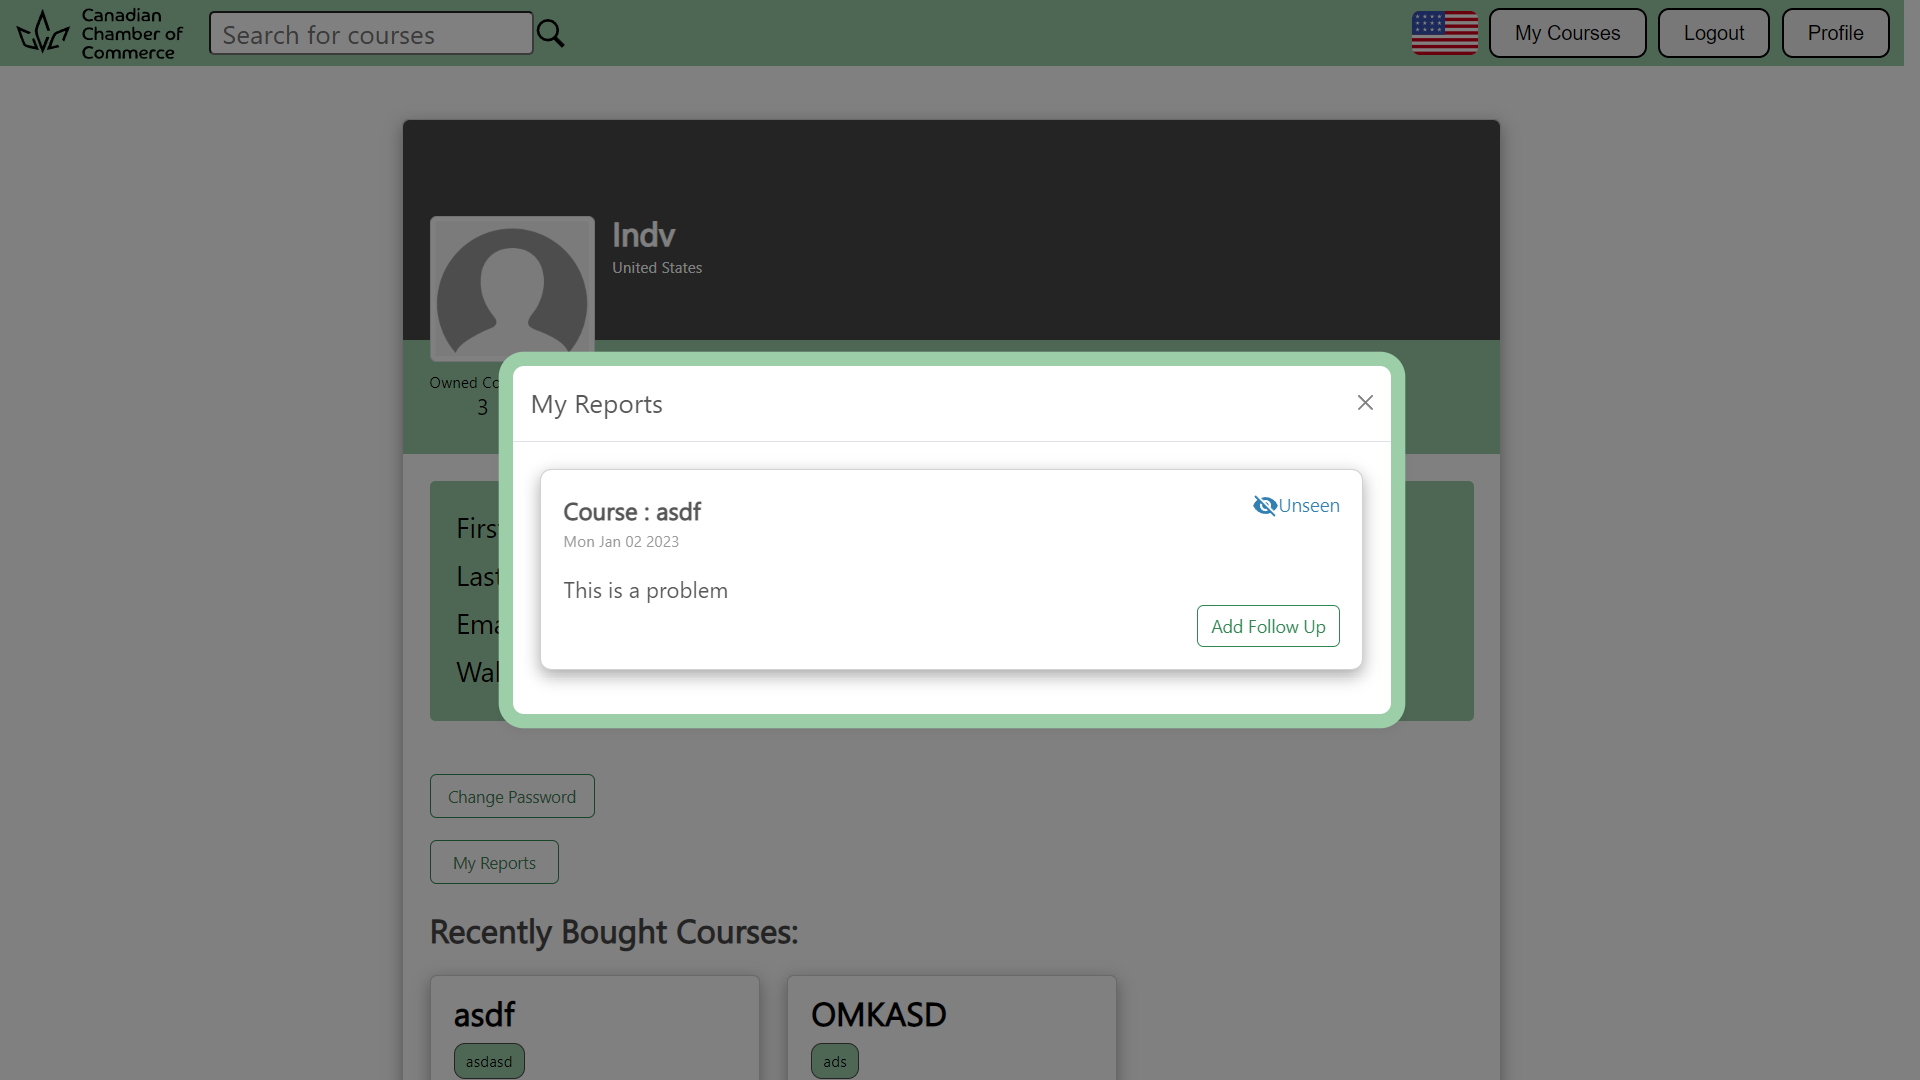 Canadian
Chamber of
Commerce
Search for courses
My Courses
Logout
Profile
Indv
United States
Owned Co
3
My Reports
Course : asdf
Unseen
Mon Jan 02 2023
This is a problem
Add Follow Up
Firs
Last
Ema
Wal
Change Password
My Reports
Recently Bought Courses:
asdf
asdasd
OMKASD
ads